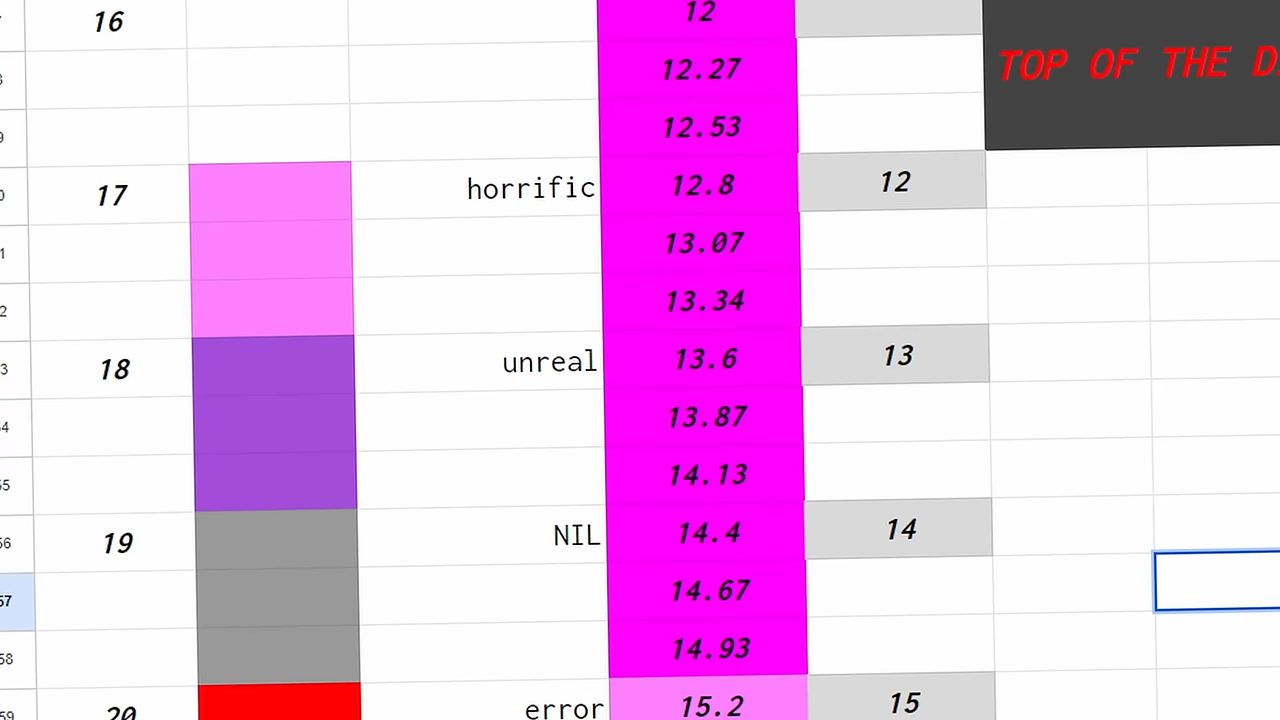 16 12
12.27 TOP OF THE
12.53
17 horrific 12.8 12
13.07
13.34
18 unreal 13.6 13
13.87
14.13
19 NIL 14.4 14
14.67
14.93
20 error 15.2 15